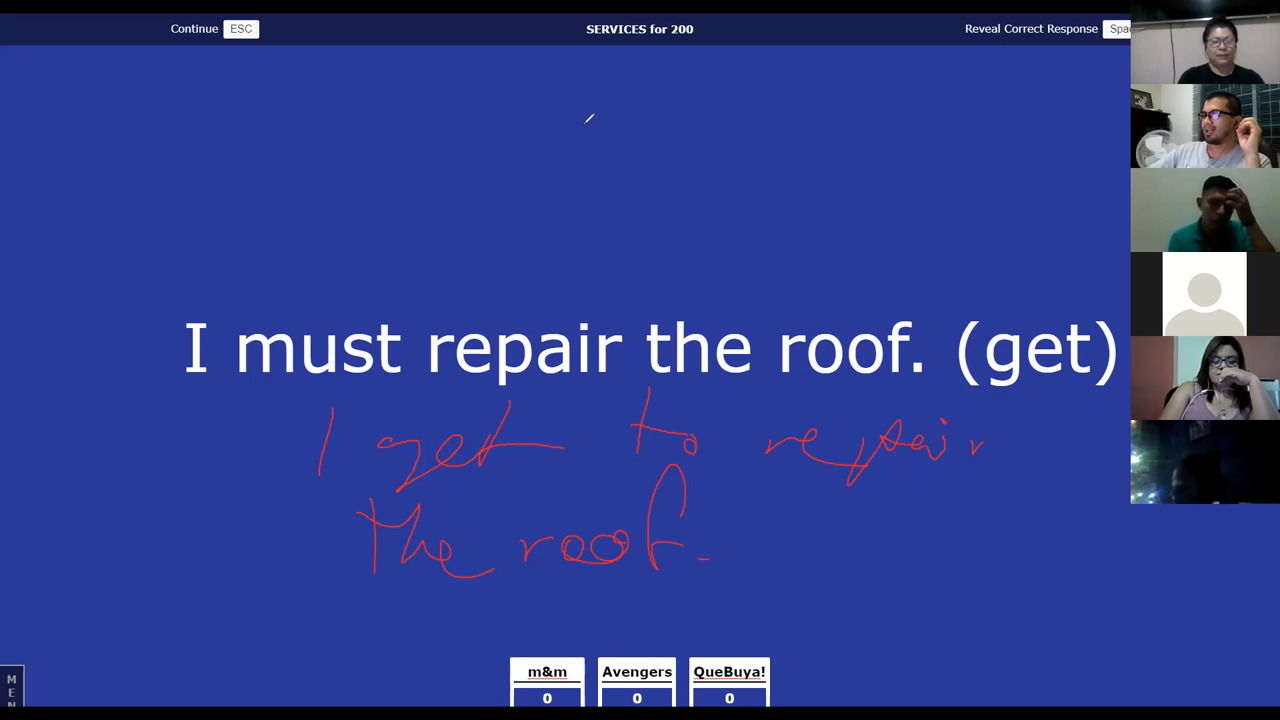 Continue ESC
SERVICES for 200
Reveal Correct Response Spac
I must repair the roof. (get)
I get to repair
the roof.
m&m Avengers QueBuya!
0 0 0
M
E
N